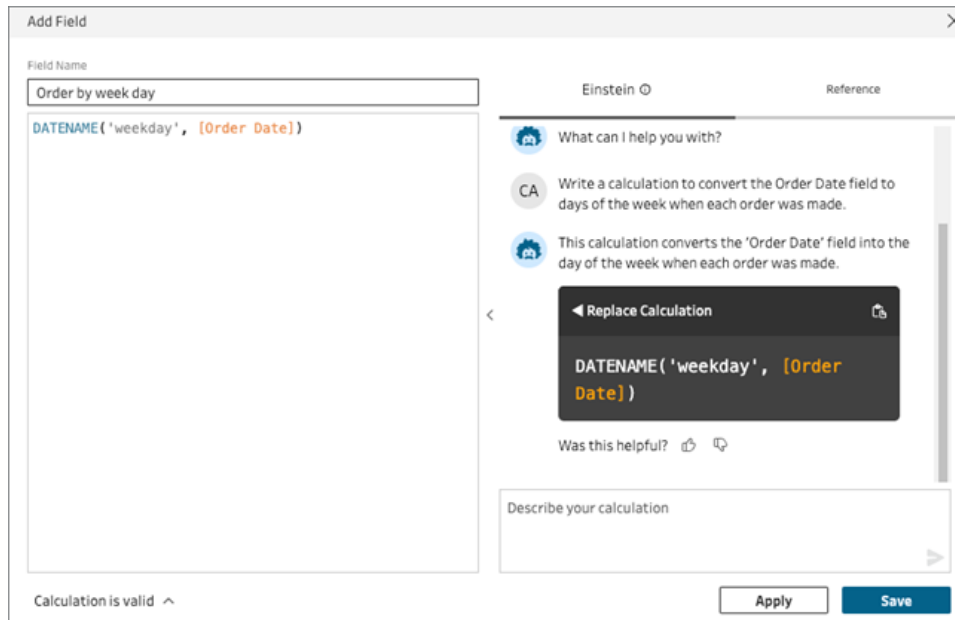 Add Field
Field Name
Order by week day
DATENAME('weekday', [Order Date])
Einstein
Reference
What can I help you with?
CA
Write a calculation to convert the Order Date field to
days of the week when each order was made.
This calculation converts the 'Order Date' field into the
day of the week when each order was made.
Replace Calculation
DATENAME('weekday', [Order
Date])
Was this helpful?
Describe your calculation
Calculation is valid
Apply
Save